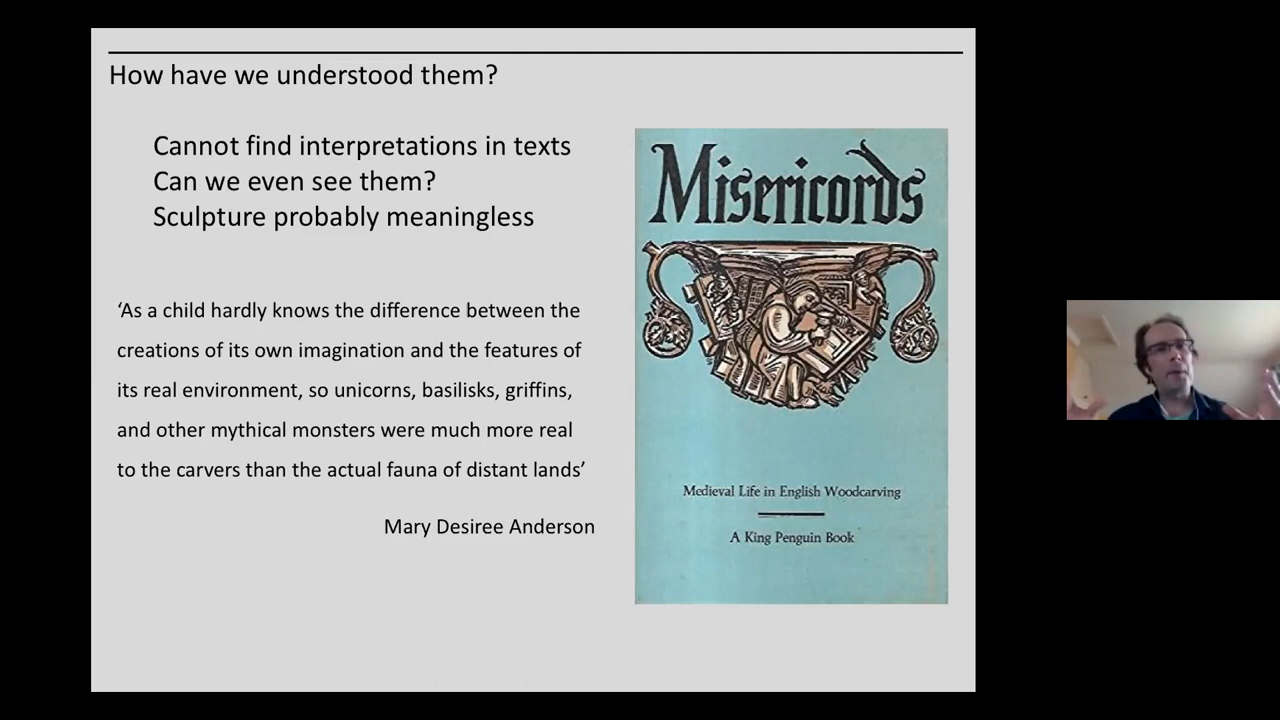 How have we understood them?
Cannot find interpretations in texts
Can we even see them?
Sculpture probably meaningless
‘As a child hardly knows the difference between the
creations of its own imagination and the features of
its real environment, so unicorns, basilisks, griffins,
and other mythical monsters were much more real
to the carvers than the actual fauna of distant lands’
Mary Desiree Anderson
Misericords
Medieval Life in English Woodcarving
A King Penguin Book